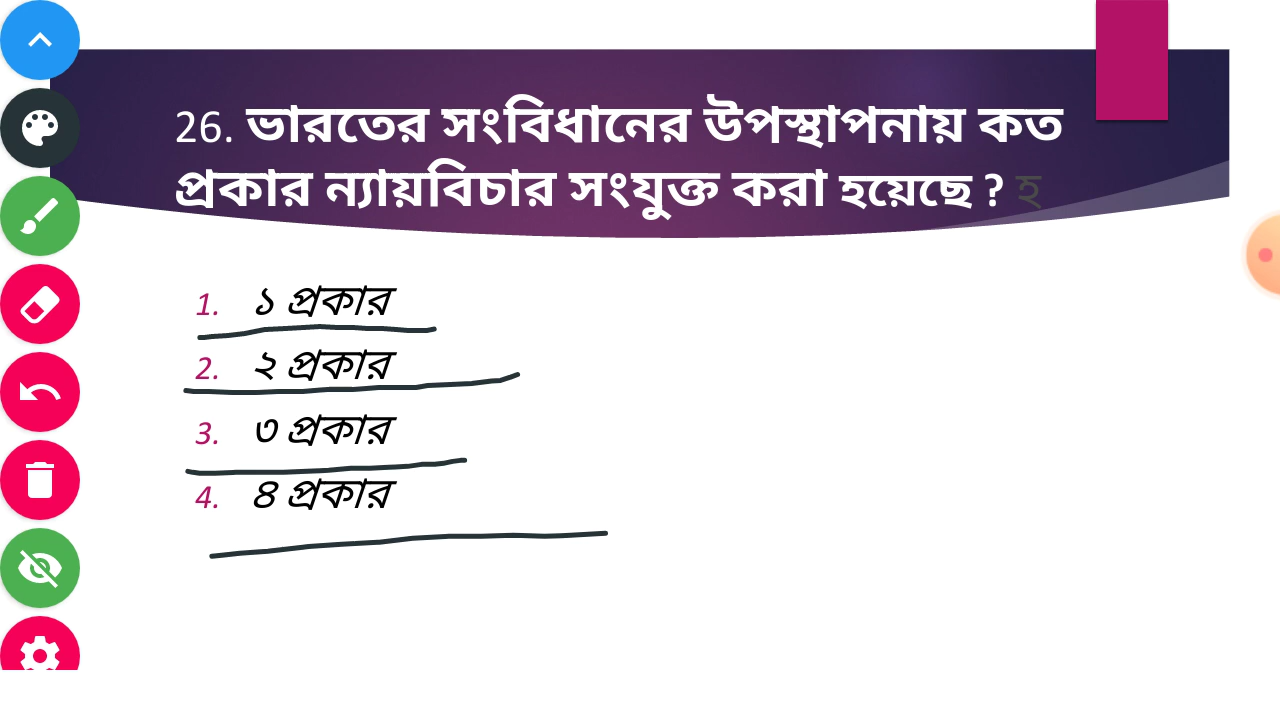 26. ভারতের সংবিধানের উপস্থাপনায় কত
প্রকার ন্যায়বিচার সংযুক্ত করা হয়েছে ? হ
1. ১ প্রকার
2. ২ প্রকার
3. ৩ প্রকার
4. ৪ প্রকার